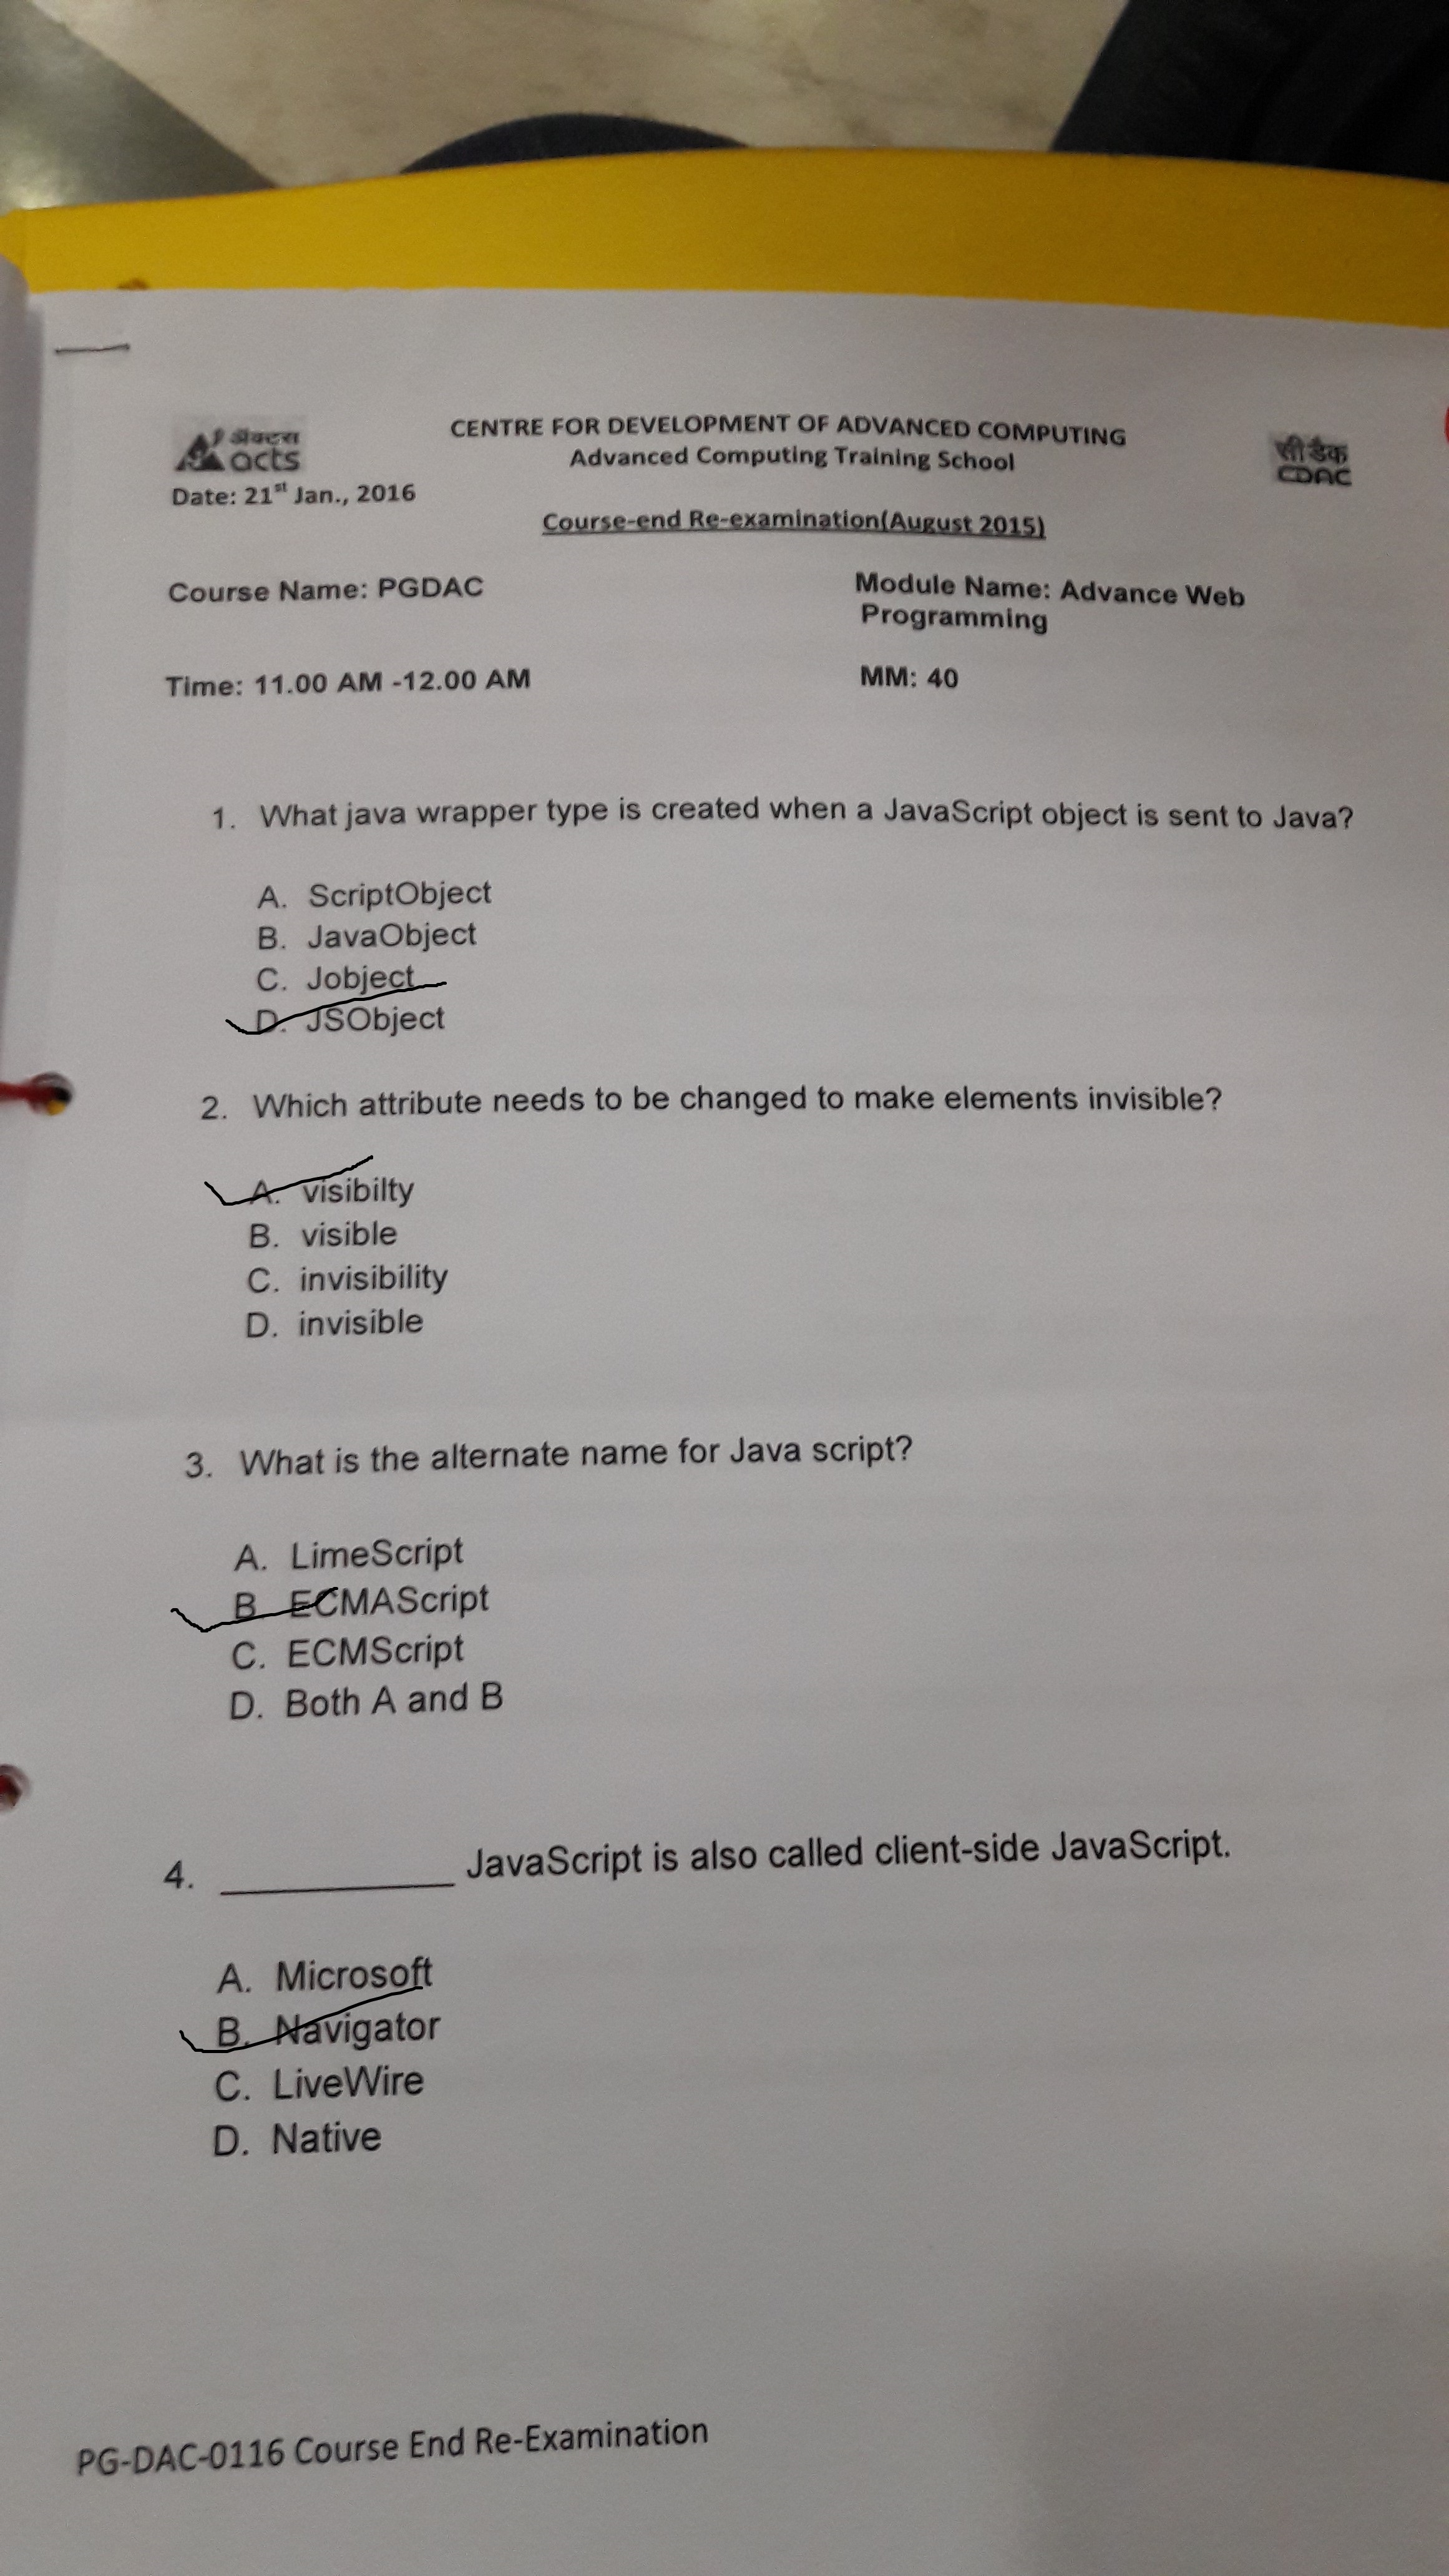 ॲक्टस
acts
CENTRE FOR DEVELOPMENT OF ADVANCED COMPUTING
Advanced Computing Training School
सी डैक
CDAC
Date: 21st Jan., 2016
Course-end Re-examination(August 2015)
Course Name: PGDAC
Module Name: Advance Web
Programming
Time: 11.00 AM -12.00 AM
MM: 40
1. What java wrapper type is created when a JavaScript object is sent to Java?
A. ScriptObject
B. JavaObject
C. Jobject
D. JSObject
2. Which attribute needs to be changed to make elements invisible?
A. visibilty
B. visible
C. invisibility
D. invisible
3. What is the alternate name for Java script?
A. LimeScript
B. ECMAScript
C. ECMScript
D. Both A and B
4. __________ JavaScript is also called client-side JavaScript.
A. Microsoft
B. Navigator
C. LiveWire
D. Native
PG-DAC-0116 Course End Re-Examination